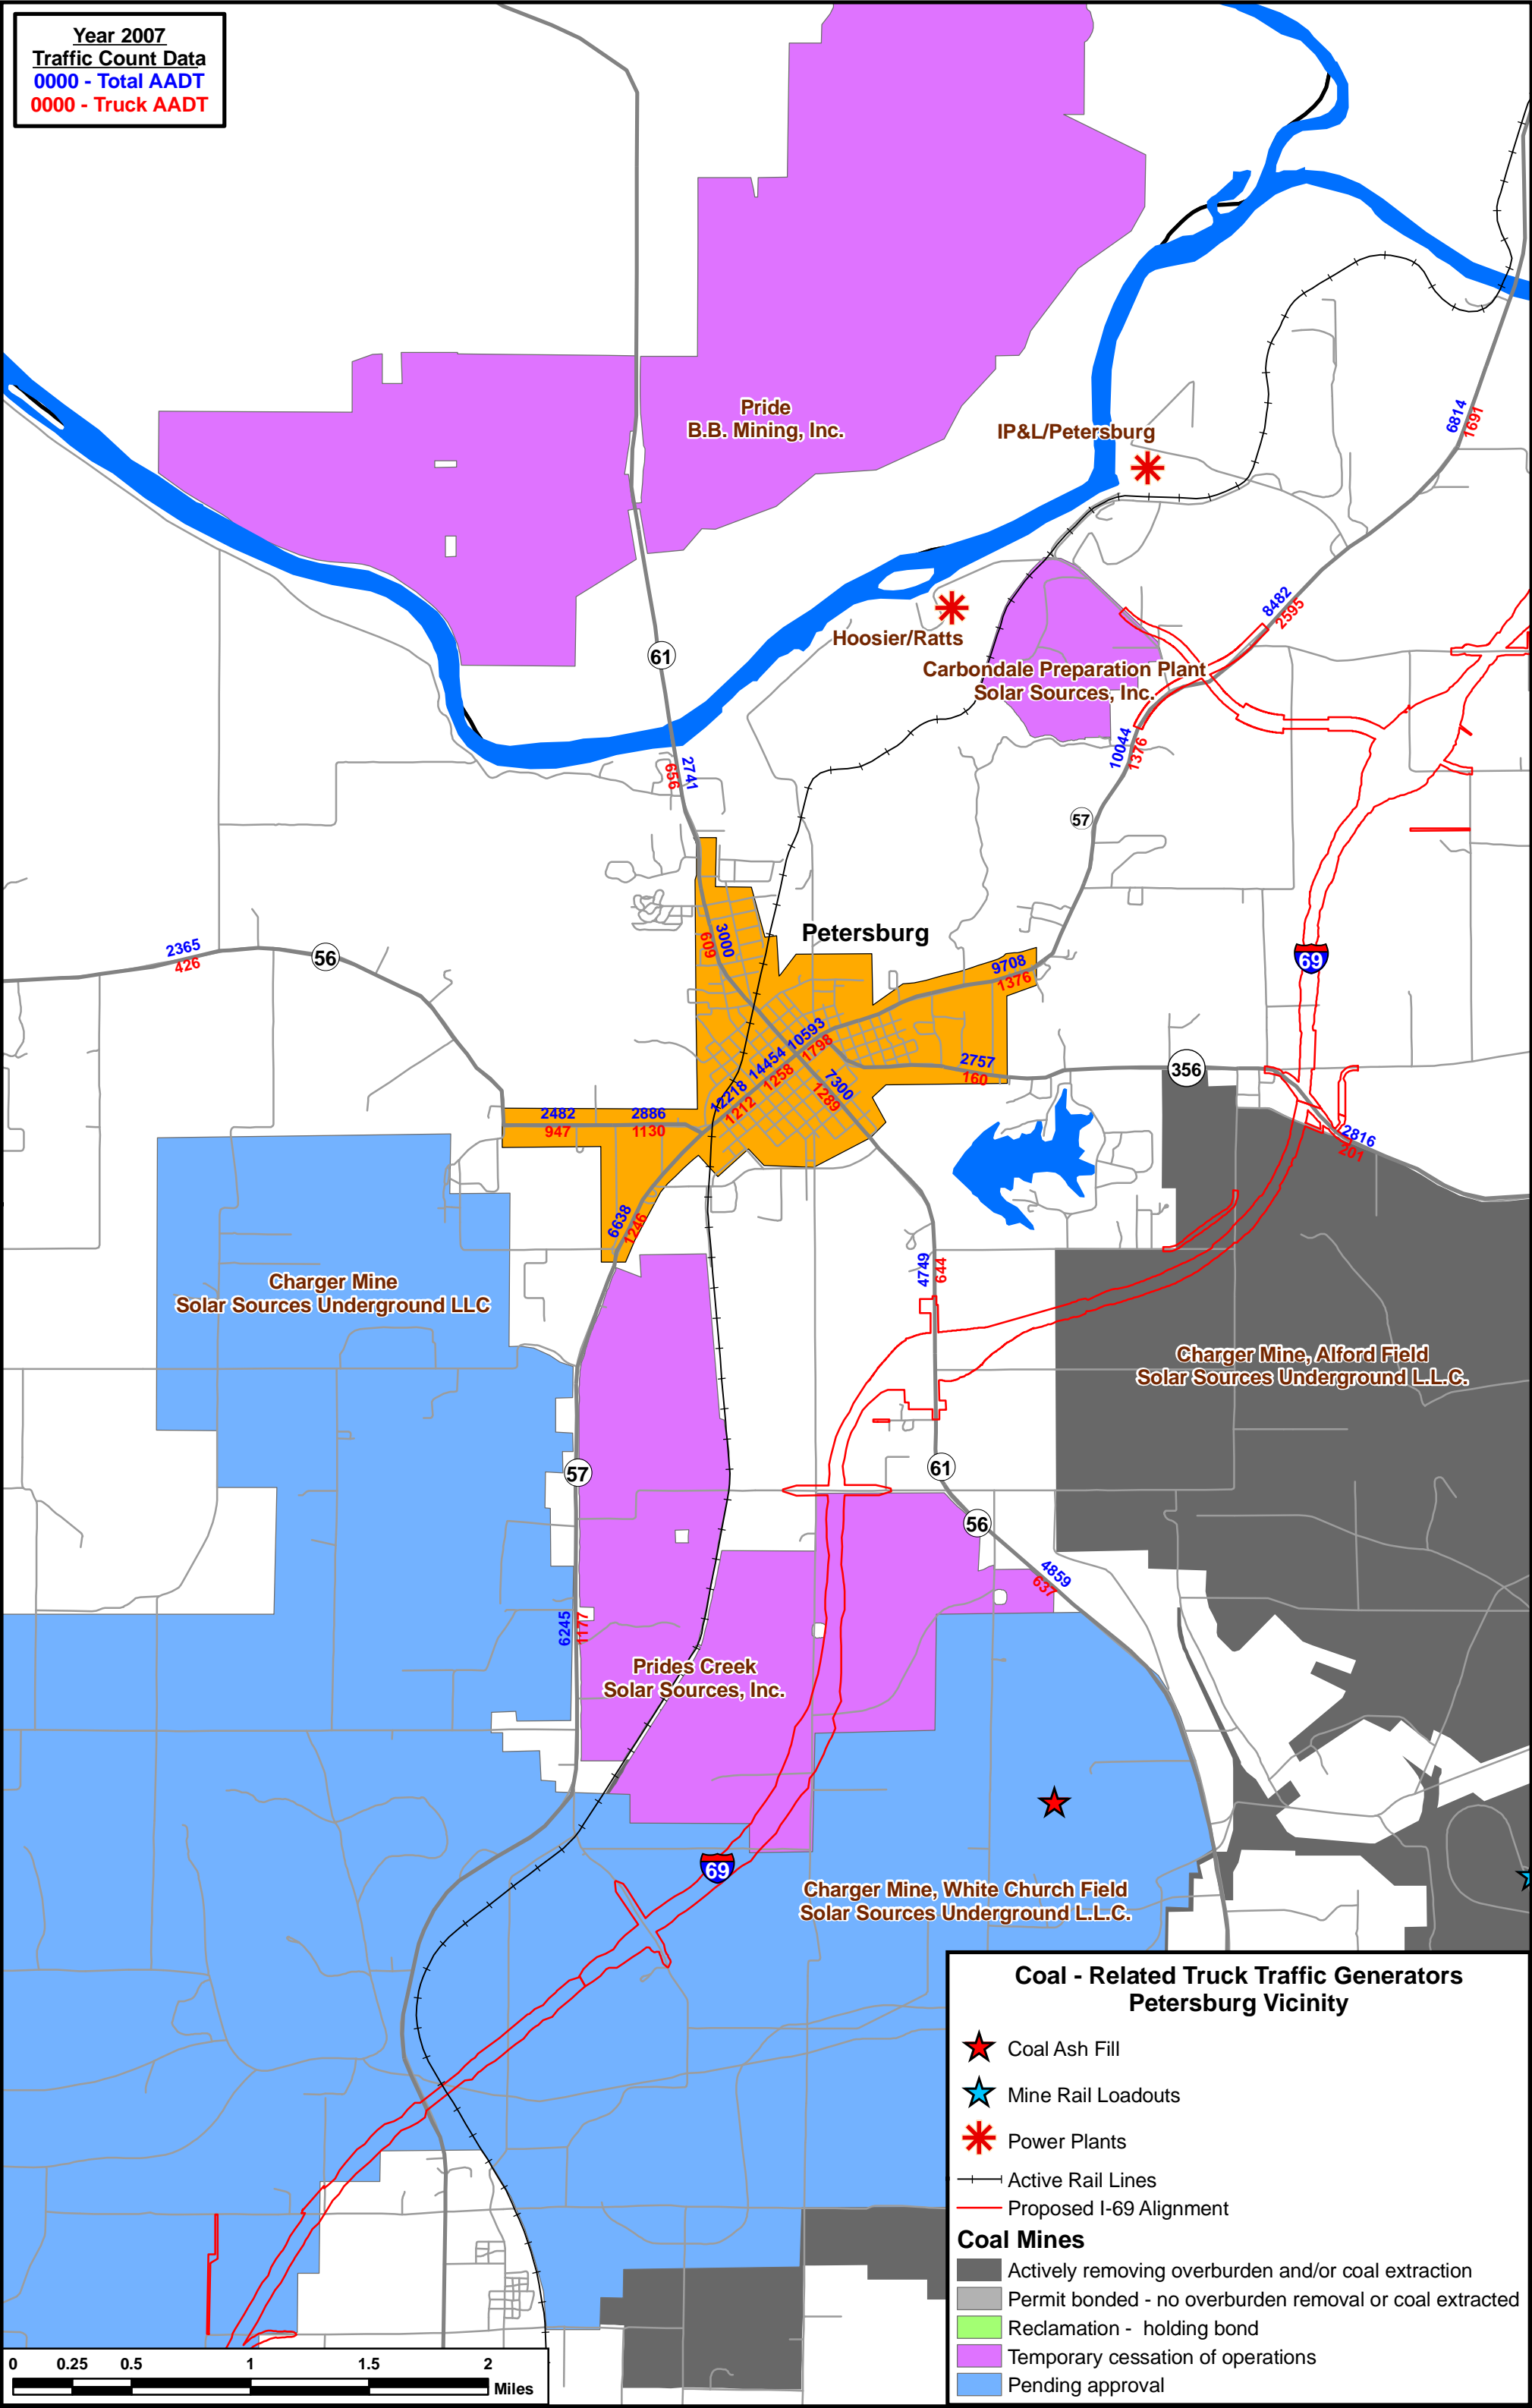 Year 2007
Traffic Count Data
0000 - Total AADT
0000 - Truck AADT
Pride
B.B. Mining, Inc.
IP&L/Petersburg
6814
1691
8482
2595
Hoosier/Ratts
61
Carbondale Preparation Plant
Solar Sources, Inc.
10044
1376
2741
656
57
Petersburg
3000
609
2365
426
56
9708
1376
69
10593
1798
14454
1258
12218
1212
7300
1289
2757
160
356
2482
947
2886
1130
2816
201
6638
1246
4749
644
Charger Mine
Solar Sources Underground LLC
Charger Mine, Alford Field
Solar Sources Underground L.L.C.
57
61
56
4859
637
6245
1177
Prides Creek
Solar Sources, Inc.
69
Charger Mine, White Church Field
Solar Sources Underground L.L.C.
Coal - Related Truck Traffic Generators
Petersburg Vicinity
Coal Ash Fill
Mine Rail Loadouts
Power Plants
Active Rail Lines
Proposed I-69 Alignment
Coal Mines
Actively removing overburden and/or coal extraction
Permit bonded - no overburden removal or coal extracted
Reclamation - holding bond
Temporary cessation of operations
Pending approval
0 0.25 0.5 1 1.5 2
Miles